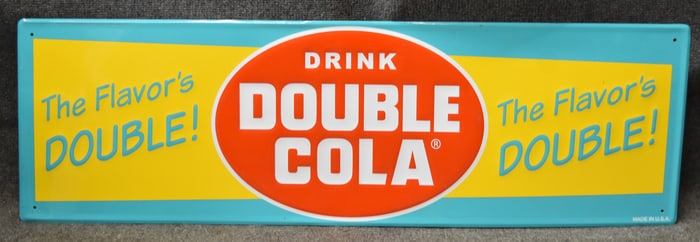 The Flavor's
DOUBLE!
DRINK
DOUBLE
COLA®
The Flavor's
DOUBLE!
MADE IN U.S.A.